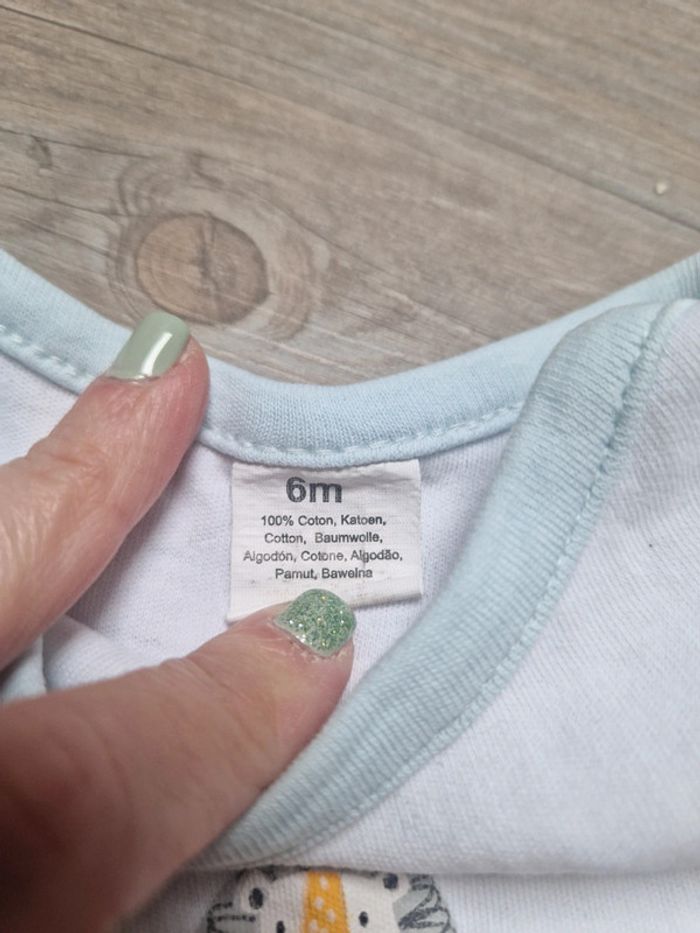 6m
100% Coton, Katoen,
Cotton, Baumwolle,
Algodón, Cotone, Algodão,
Pamut, Bawełna